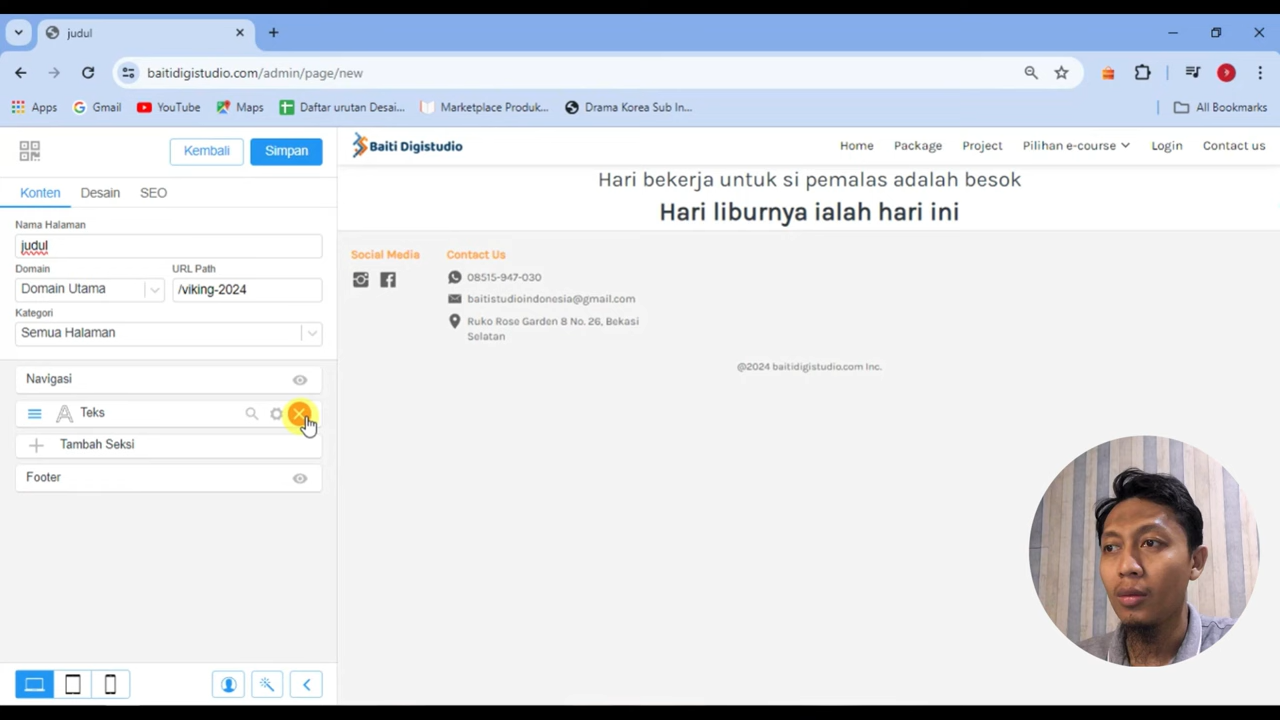 judul
baitidigistudio.com/admin/page/new
Apps
Gmail
YouTube
Maps
Daftar urutan Desai...
Marketplace Produk...
Drama Korea Sub In...
All Bookmarks
Kembali
Simpan
Baiti Digistudio
Home
Package
Project
Pilihan e-course
Login
Contact us
Konten
Desain
SEO
Hari bekerja untuk si pemalas adalah besok
Hari liburnya ialah hari ini
Nama Halaman
judul
Domain
URL Path
Domain Utama
/viking-2024
Kategori
Semua Halaman
Social Media
Contact Us
08515-947-030
baitistudioindonesia@gmail.com
Ruko Rose Garden 8 No. 26, Bekasi
Selatan
@2024 baitidigistudio.com Inc.
Navigasi
Teks
Tambah Seksi
Footer